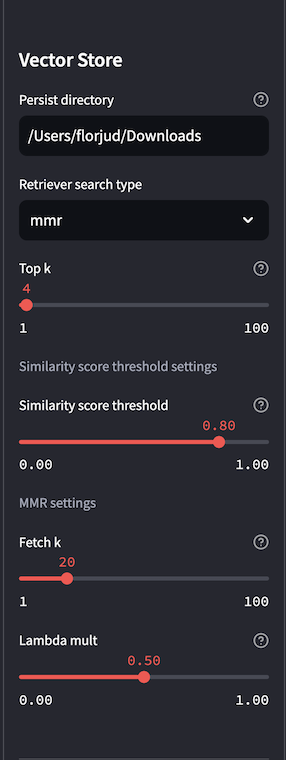 Vector Store
Persist directory
/Users/florjud/Downloads
Retriever search type
mmr
Top k
4
1 100
Similarity score threshold settings
Similarity score threshold
0.80
0.00 1.00
MMR settings
Fetch k
20
1 100
Lambda mult
0.50
0.00 1.00